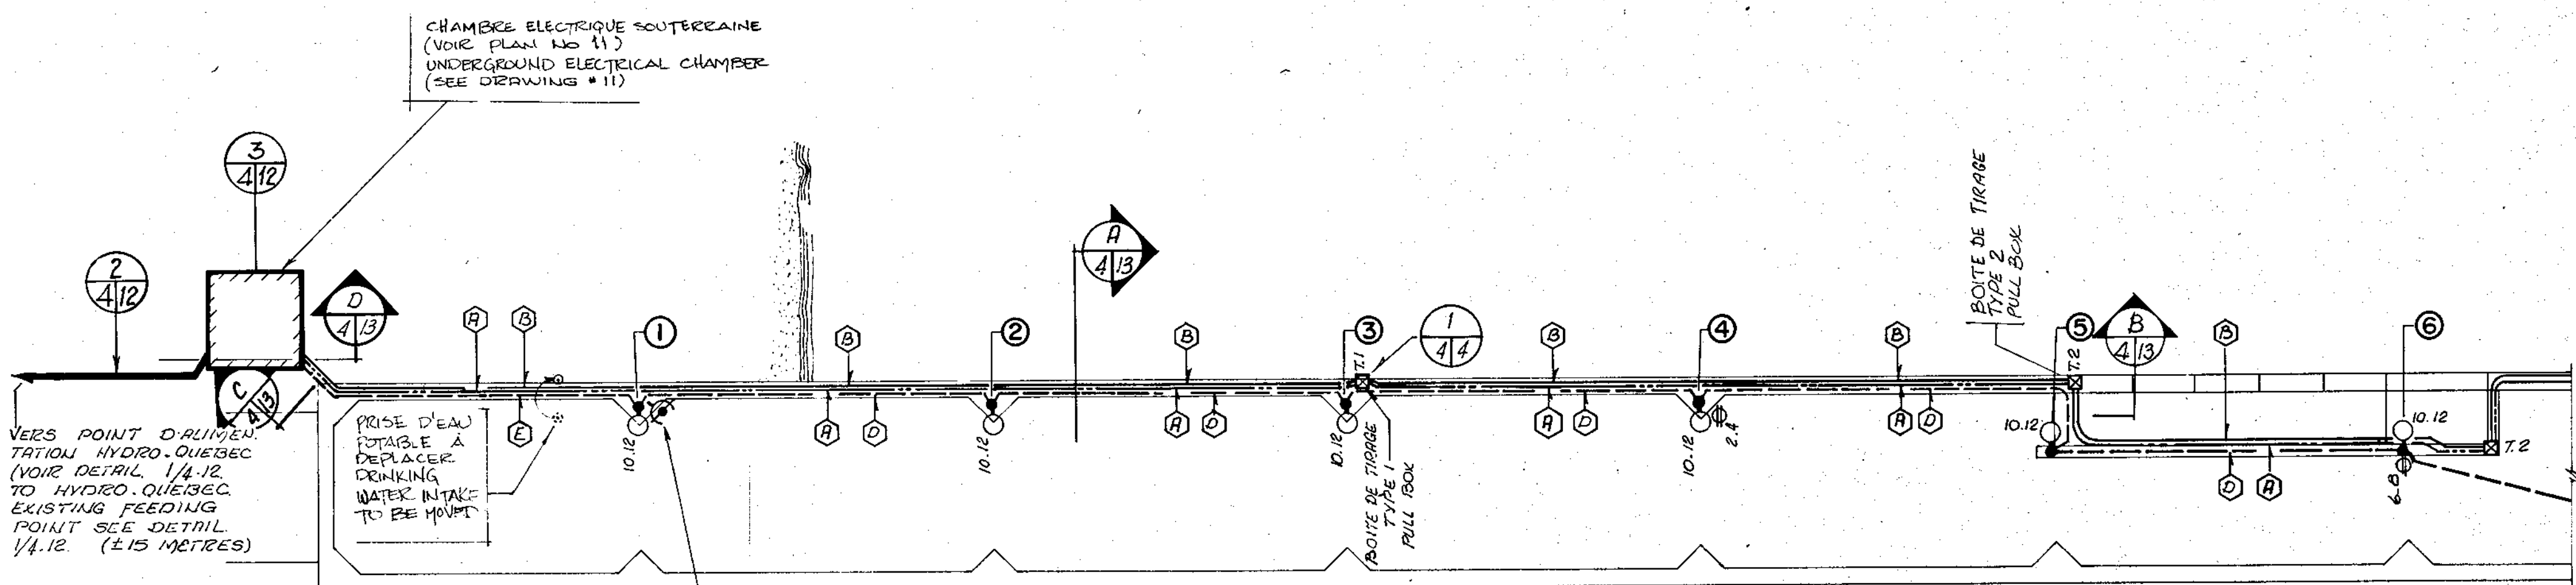 CHAMBRE ELECTRIQUE SOUTERRAINE
(VOIR PLAN NO 11)
UNDERGROUND ELECTRICAL CHAMBER
(SEE DRAWING # 11)
3
4 12
2
4 12
D
4 13
C
4 13
A
4 13
1
4 4
B
4 13
BOITE DE TIRAGE
TYPE 2
PULL BOX
A
B
1
B
2
B
3
T.1
B
4
B
5
T.2
B
6
E
A
D
A
D
A
D
A
D
D
A
10.12
10.12
10.12
10.12
2.4
10.12
10.12
6.8
T.2
BOITE DE TIRAGE
TYPE 1
PULL BOX
PRISE D'EAU
POTABLE À
DEPLACER
DRINKING
WATER INTAKE
TO BE MOVED
VERS POINT D'ALIMEN.
TATION HYDRO.QUEBEC
(VOIR DETAIL 1/4.12.
TO HYDRO.QUEBEC.
EXISTING FEEDING
POINT SEE DETAIL.
1/4.12. (±15 METRES)